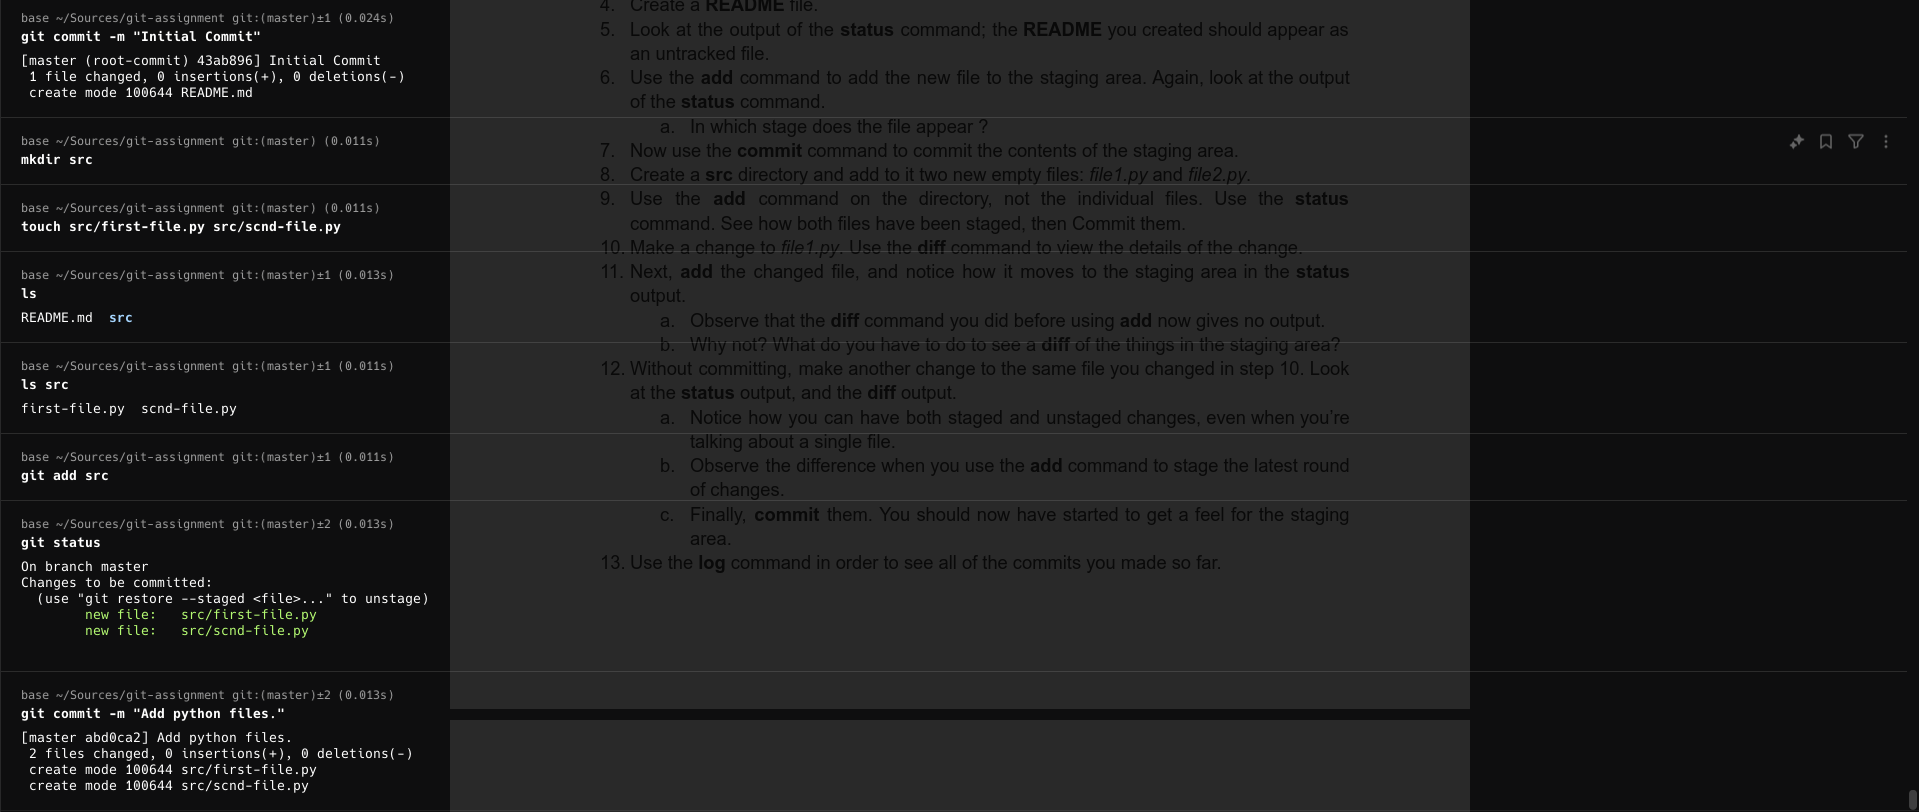 base ~/Sources/git-assignment git:(master)±1 (0.024s)
git commit -m "Initial Commit"
[master (root-commit) 43ab896] Initial Commit
 1 file changed, 0 insertions(+), 0 deletions(-)
 create mode 100644 README.md
base ~/Sources/git-assignment git:(master) (0.011s)
mkdir src
base ~/Sources/git-assignment git:(master) (0.011s)
touch src/first-file.py src/scnd-file.py
base ~/Sources/git-assignment git:(master)±1 (0.013s)
ls
README.md  src
base ~/Sources/git-assignment git:(master)±1 (0.011s)
ls src
first-file.py  scnd-file.py
base ~/Sources/git-assignment git:(master)±1 (0.011s)
git add src
base ~/Sources/git-assignment git:(master)±2 (0.013s)
git status
On branch master
Changes to be committed:
  (use "git restore --staged <file>..." to unstage)
        new file:   src/first-file.py
        new file:   src/scnd-file.py
base ~/Sources/git-assignment git:(master)±2 (0.013s)
git commit -m "Add python files."
[master abd0ca2] Add python files.
 2 files changed, 0 insertions(+), 0 deletions(-)
 create mode 100644 src/first-file.py
 create mode 100644 src/scnd-file.py
4. Create a README file.
5. Look at the output of the status command; the README you created should appear as
an untracked file.
6. Use the add command to add the new file to the staging area. Again, look at the output
of the status command.
a. In which stage does the file appear ?
7. Now use the commit command to commit the contents of the staging area.
8. Create a src directory and add to it two new empty files: file1.py and file2.py.
9. Use the add command on the directory, not the individual files. Use the status
command. See how both files have been staged, then Commit them.
10. Make a change to file1.py. Use the diff command to view the details of the change.
11. Next, add the changed file, and notice how it moves to the staging area in the status
output.
a. Observe that the diff command you did before using add now gives no output.
b. Why not? What do you have to do to see a diff of the things in the staging area?
12. Without committing, make another change to the same file you changed in step 10. Look
at the status output, and the diff output.
a. Notice how you can have both staged and unstaged changes, even when you’re
talking about a single file.
b. Observe the difference when you use the add command to stage the latest round
of changes.
c. Finally, commit them. You should now have started to get a feel for the staging
area.
13. Use the log command in order to see all of the commits you made so far.